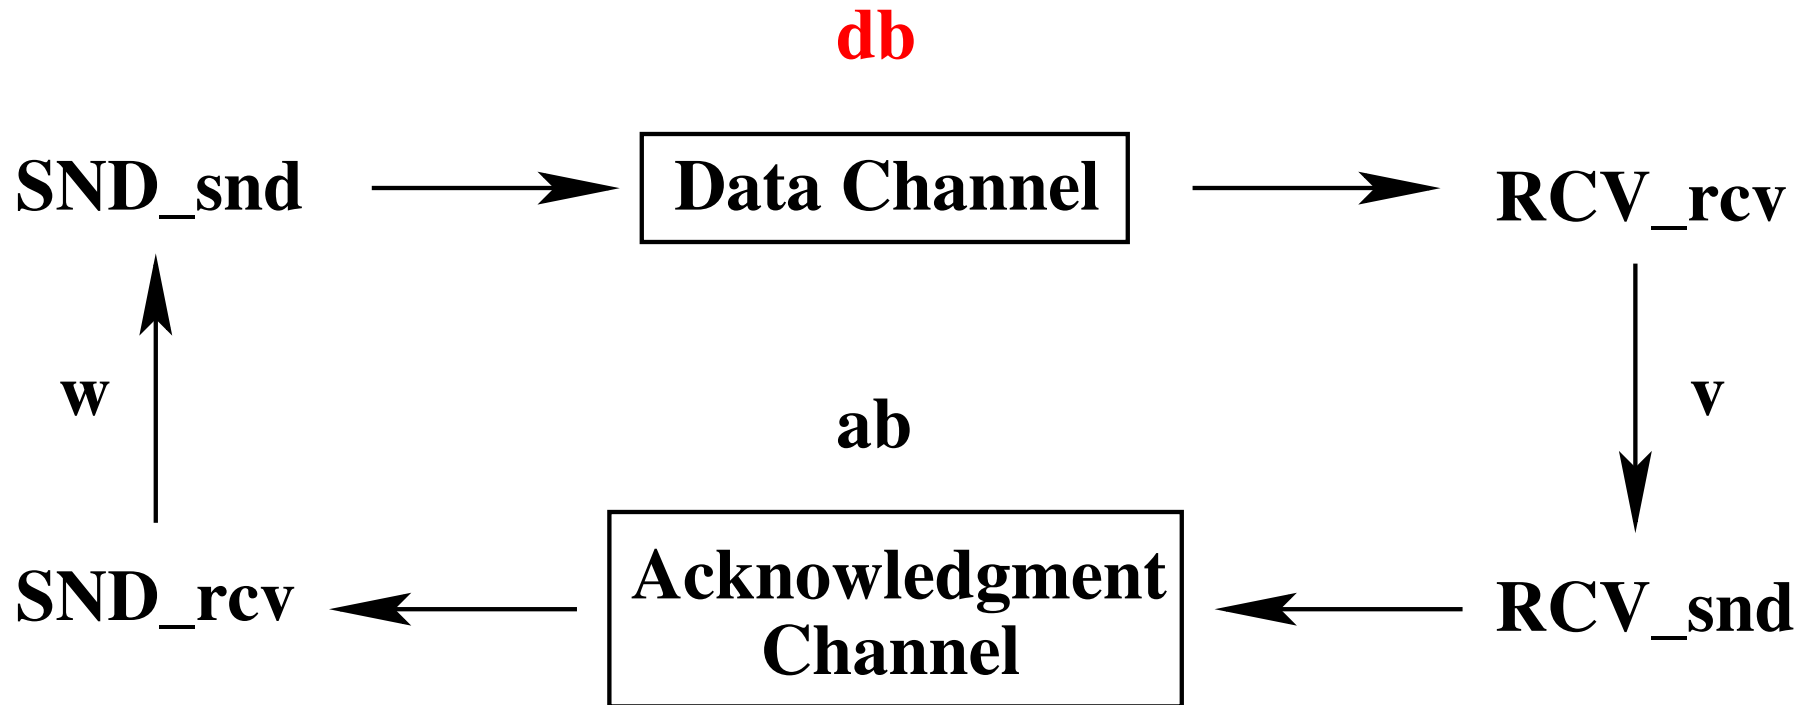 db
SND_snd
Data Channel
RCV_rcv
w
ab
v
SND_rcv
Acknowledgment
Channel
RCV_snd